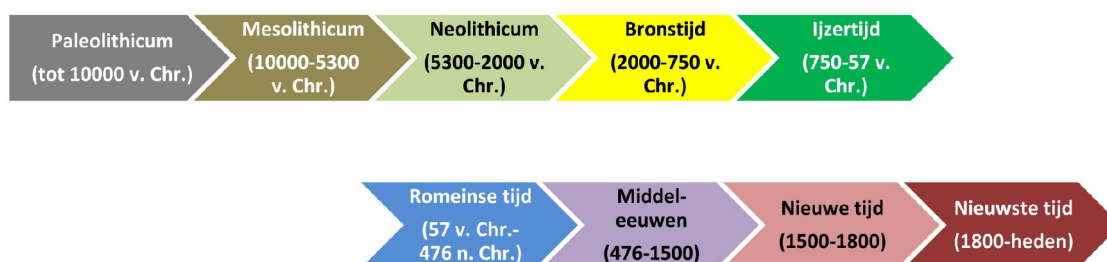 Paleolithicum
(tot 10000 v. Chr.)
Mesolithicum
(10000-5300
v. Chr.)
Neolithicum
(5300-2000 v.
Chr.)
Bronstijd
(2000-750 v.
Chr.)
Ijzertijd
(750-57 v.
Chr.)
Romeinse tijd
(57 v. Chr.-
476 n. Chr.)
Middel-
eeuwen
(476-1500)
Nieuwe tijd
(1500-1800)
Nieuwste tijd
(1800-heden)